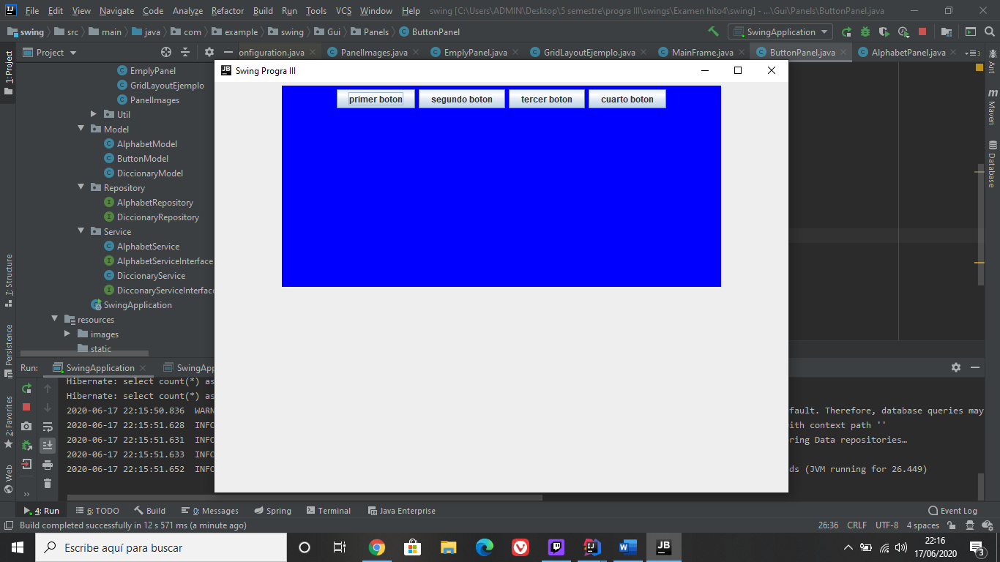 File Edit View Navigate Code Analyze Refactor Build Run Tools VCS Window Help swing [C:\Users\ADMIN\Desktop\5 semestre\progra III\swings\Examen hito4\swing] - ...\Gui\Panels\ButtonPanel.java
swing src main java com example swing Gui Panels ButtonPanel SwingApplication
Project onfiguration.java PanelImages.java EmplyPanel.java GridLayoutEjemplo.java MainFrame.java ButtonPanel.java AlphabetPanel.java
1: Project
7: Structure
Persistence
2: Favorites
Web
Ant
Maven
Database
EmplyPanel
GridLayoutEjemplo
PanelImages
Util
Model
AlphabetModel
ButtonModel
DiccionaryModel
Repository
AlphabetRepository
DiccionaryRepository
Service
AlphabetService
AlphabetServiceInterface
DiccionaryService
DicconaryServiceInterface
SwingApplication
resources
images
static
JB Swing Progra III
primer boton segundo boton tercer boton cuarto boton
Run: SwingApplication SwingApp
Hibernate: select count(*) as
Hibernate: select count(*) as
2020-06-17 22:15:50.836 WARN fault. Therefore, database queries may
2020-06-17 22:15:51.628 INFO ith context path ''
2020-06-17 22:15:51.631 INFO ring Data repositories…
2020-06-17 22:15:51.633 INFO
2020-06-17 22:15:51.652 INFO ds (JVM running for 26.449)
4: Run 6: TODO Build 0: Messages Spring Terminal Java Enterprise Event Log
Build completed successfully in 12 s 571 ms (a minute ago) 26:36 CRLF UTF-8 4 spaces
Escribe aquí para buscar JB 22:16
17/06/2020 3